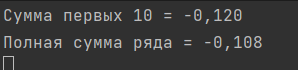 Сумма первых 10 = -0,120
Полная сумма ряда = -0,108